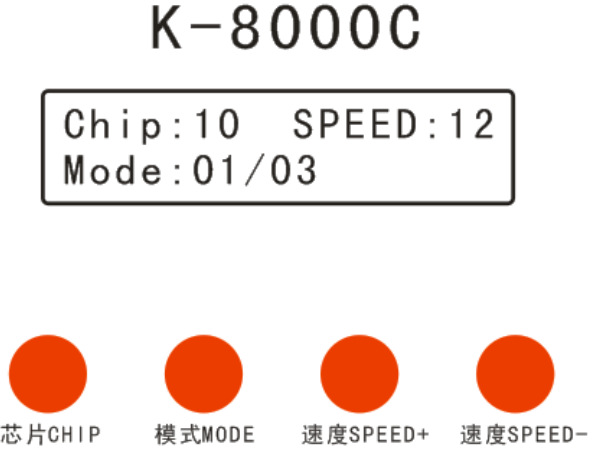 K-8000C
Chip:10 SPEED:12
Mode:01/03
芯片CHIP 模式MODE 速度SPEED+ 速度SPEED-